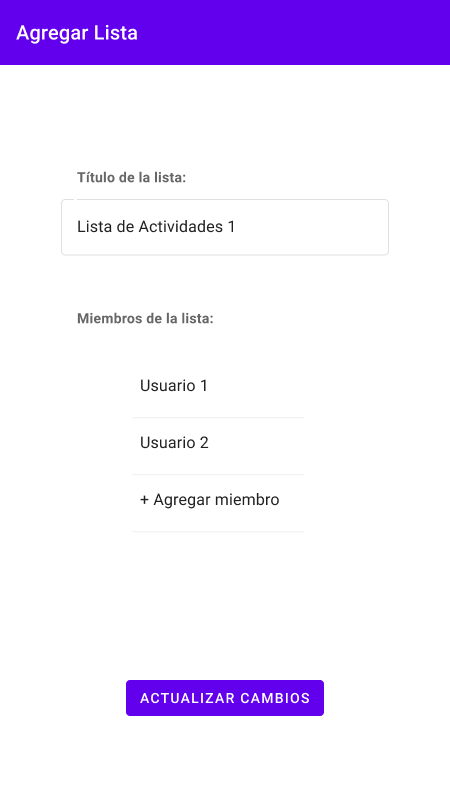 Agregar Lista
Título de la lista:
Lista de Actividades 1
Miembros de la lista:
Usuario 1
Usuario 2
+ Agregar miembro
ACTUALIZAR CAMBIOS